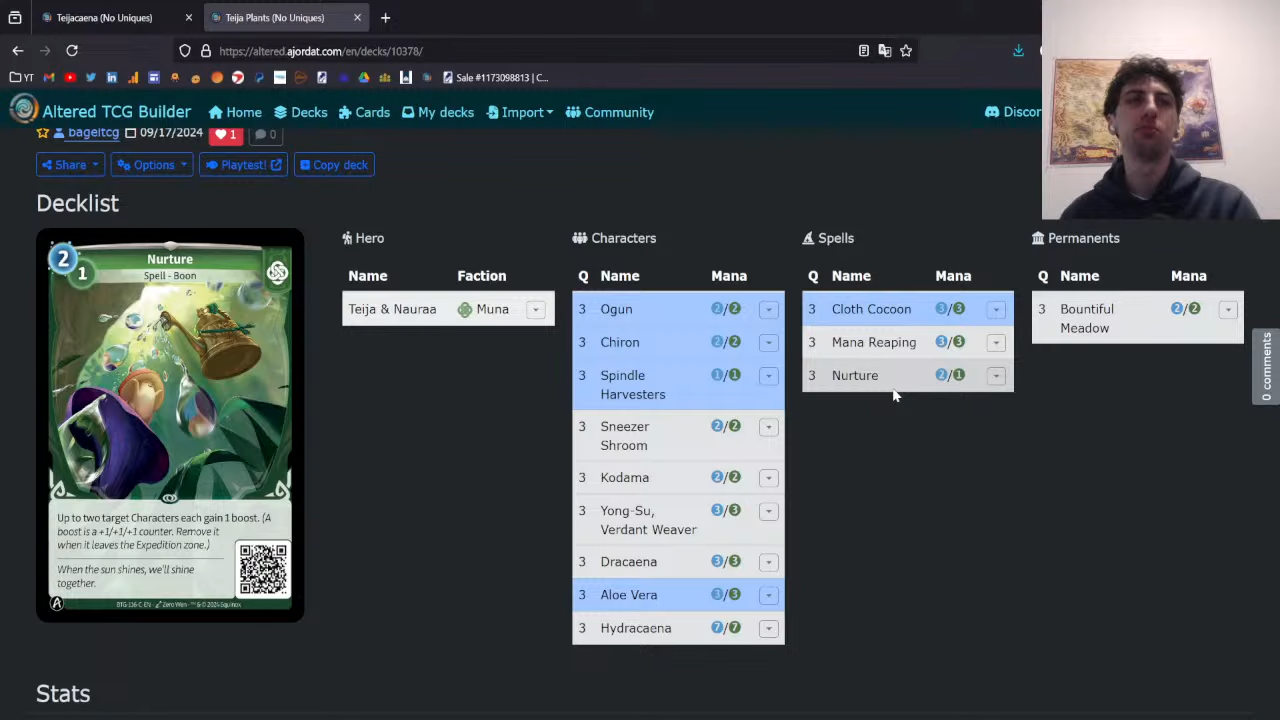 Teijacaena (No Uniques)
Teija Plants (No Uniques)
https://altered.ajordat.com/en/decks/10378/
YT
Sale #1173098813 | C...
Altered TCG Builder
Home
Decks
Cards
My decks
Import
Community
Discor
bageltcg
09/17/2024
1
0
Share
Options
Playtest!
Copy deck
Decklist
2
1
Nurture
Spell - Boon
Up to two target Characters each gain 1 boost. (A
boost is a +1/+1/+1 counter. Remove it
when it leaves the Expedition zone.)
When the sun shines, we'll shine
together.
Hero
Name Faction
Teija & Nauraa Muna
Characters
Q Name Mana
3 Ogun 2/2
3 Chiron 2/2
3 Spindle 1/1
Harvesters
3 Sneezer 2/2
Shroom
3 Kodama 2/2
3 Yong-Su, 3/3
Verdant Weaver
3 Dracaena 3/3
3 Aloe Vera 3/3
3 Hydracaena 7/7
Spells
Q Name Mana
3 Cloth Cocoon 3/3
3 Mana Reaping 3/3
3 Nurture 2/1
Permanents
Q Name Mana
3 Bountiful 2/2
Meadow
0 comments
Stats